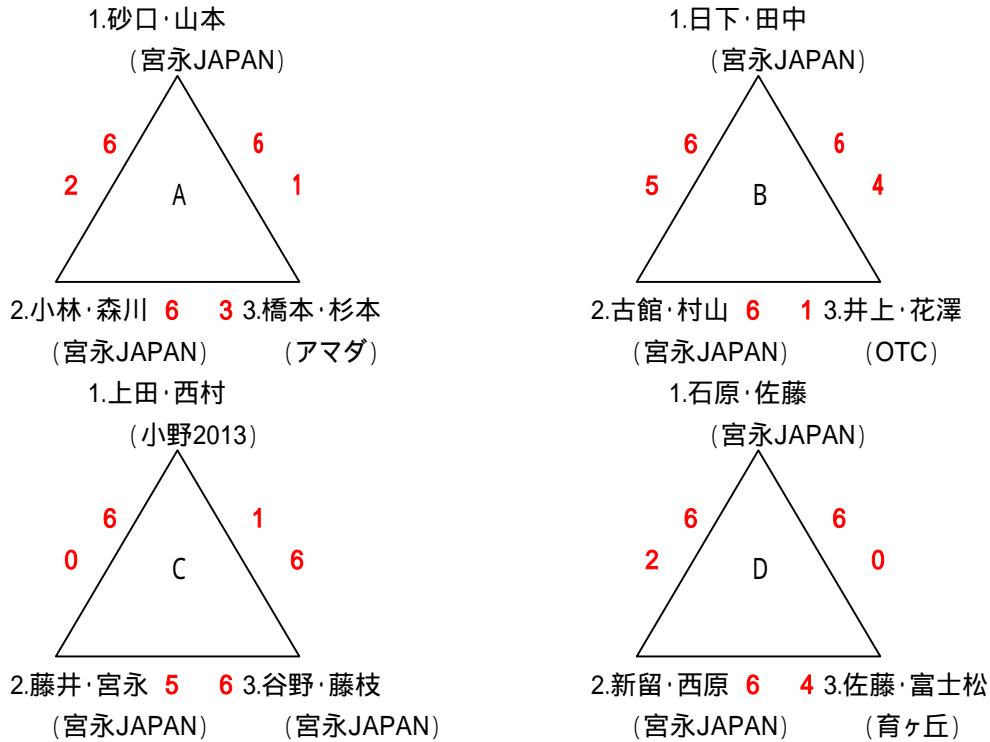 1.砂口・山本
(宮永JAPAN)
6 6
2 1
A
2.小林・森川 6 3 3.橋本・杉本
(宮永JAPAN) (アマダ)
1.日下・田中
(宮永JAPAN)
6 6
5 4
B
2.古館・村山 6 1 3.井上・花澤
(宮永JAPAN) (OTC)
1.上田・西村
(小野2013)
6 1
0 6
C
2.藤井・宮永 5 6 3.谷野・藤枝
(宮永JAPAN) (宮永JAPAN)
1.石原・佐藤
(宮永JAPAN)
6 6
2 0
D
2.新留・西原 6 4 3.佐藤・富士松
(宮永JAPAN) (育ヶ丘)